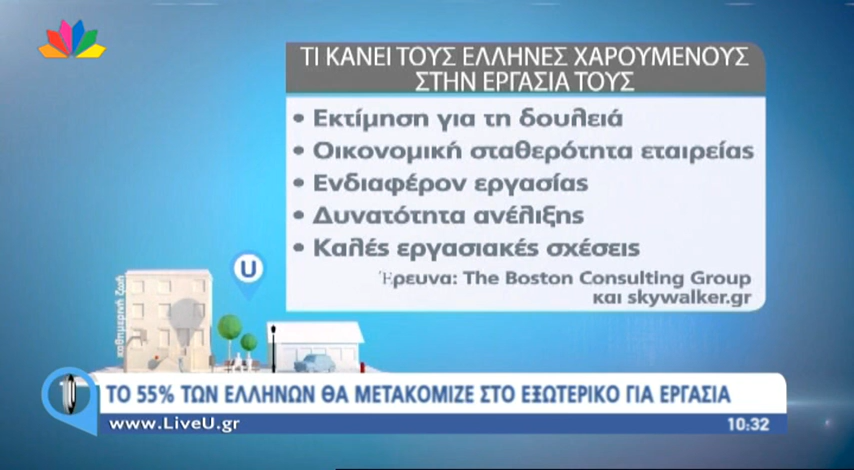 ΤΙ ΚΑΝΕΙ ΤΟΥΣ ΕΛΛΗΝΕΣ ΧΑΡΟΥΜΕΝΟΥΣ
ΣΤΗΝ ΕΡΓΑΣΙΑ ΤΟΥΣ
• Εκτίμηση για τη δουλειά
• Οικονομική σταθερότητα εταιρείας
• Ενδιαφέρον εργασίας
• Δυνατότητα ανέλιξης
• Καλές εργασιακές σχέσεις
Έρευνα: The Boston Consulting Group
και skywalker.gr
U
καθημερινή ζωή
ΤΟ 55% ΤΩΝ ΕΛΛΗΝΩΝ ΘΑ ΜΕΤΑΚΟΜΙΖΕ ΣΤΟ ΕΞΩΤΕΡΙΚΟ ΓΙΑ ΕΡΓΑΣΙΑ
www.LiveU.gr
10:32